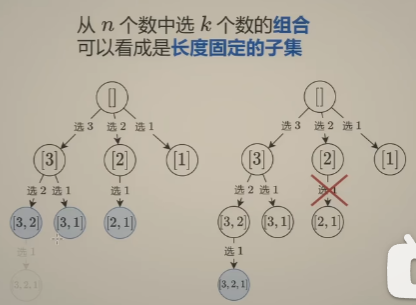 从 n 个数中选 k 个数的组合
可以看成是长度固定的子集
[]
选 3 选 2 选 1
[3] [2] [1]
选 2 选 1 选 1
[3,2] [3,1] [2,1]
选 1
[3,2,1]
[]
选 3 选 2 选 1
[3] [2] [1]
选 2 选 1 选 1
[3,2] [3,1] [2,1]
选 1
[3,2,1]